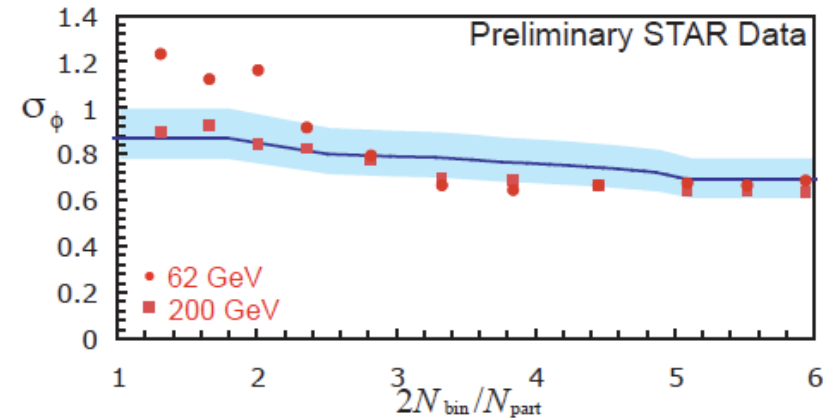 Preliminary STAR Data
1.4
1.2
1
0.8
0.6
0.4
0.2
0
σϕ
62 GeV
200 GeV
1 2 3 4 5 6
2Nbin/Npart